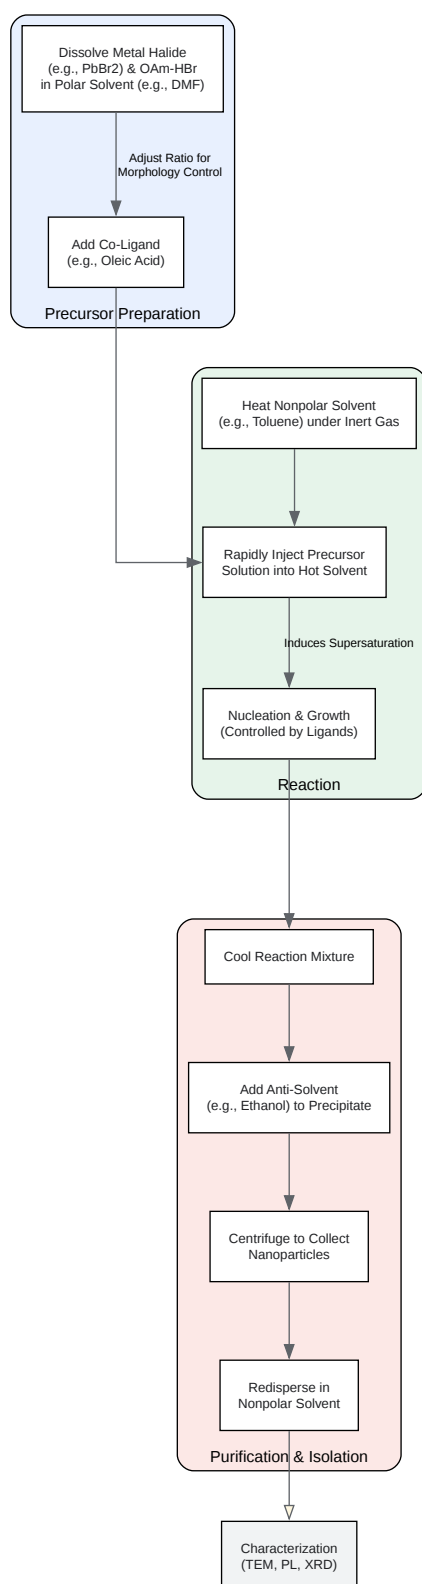 Dissolve Metal Halide
(e.g., PbBr2) & OAm-HBr
in Polar Solvent (e.g., DMF)
Adjust Ratio for
Morphology Control
Add Co-Ligand
(e.g., Oleic Acid)
Precursor Preparation
Heat Nonpolar Solvent
(e.g., Toluene) under Inert Gas
Rapidly Inject Precursor
Solution into Hot Solvent
Induces Supersaturation
Nucleation & Growth
(Controlled by Ligands)
Reaction
Cool Reaction Mixture
Add Anti-Solvent
(e.g., Ethanol) to Precipitate
Centrifuge to Collect
Nanoparticles
Redisperse in
Nonpolar Solvent
Purification & Isolation
Characterization
(TEM, PL, XRD)